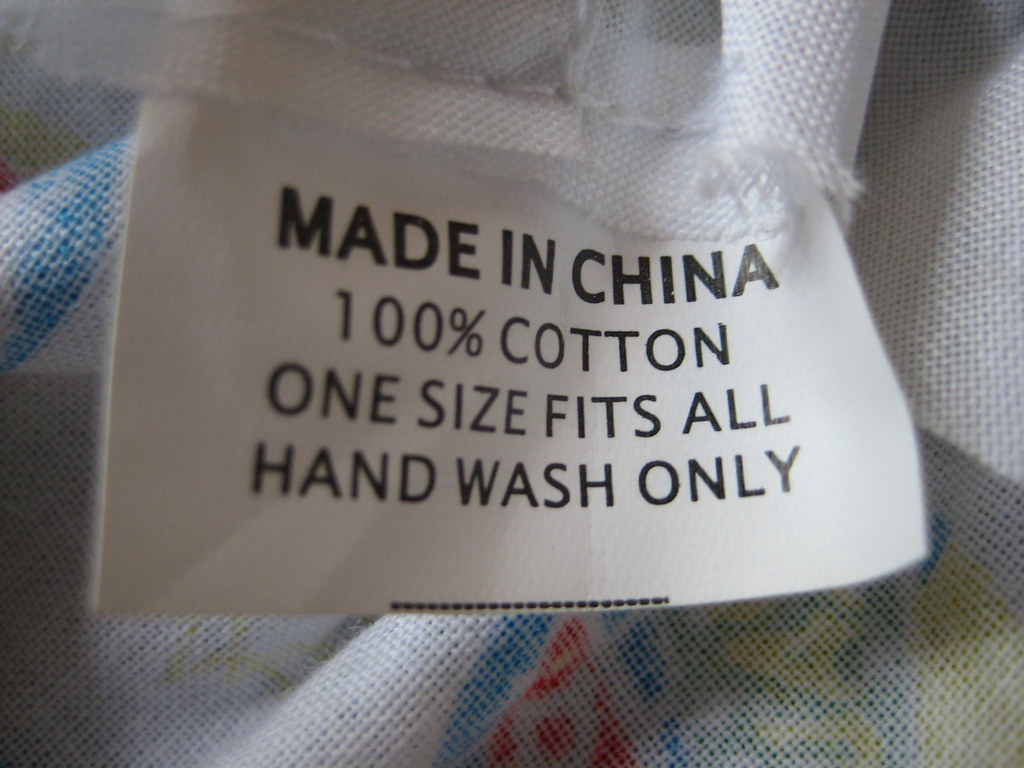 MADE IN CHINA
100% COTTON
ONE SIZE FITS ALL
HAND WASH ONLY